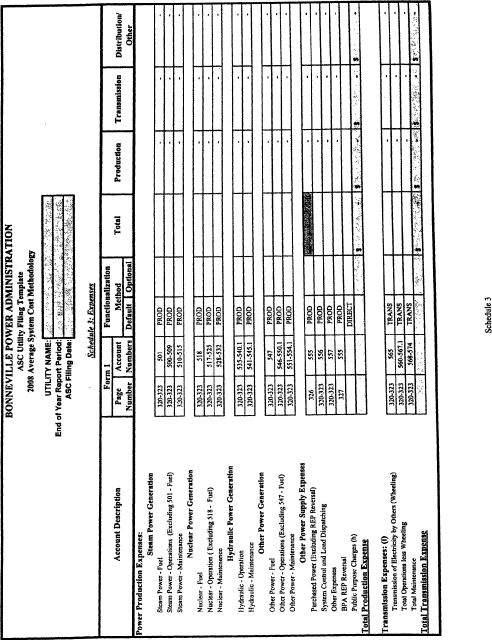 BONNEVILLE POWER ADMINISTRATION
ASC Utility Filing Template
2008 Average System Cost Methodology
UTILITY NAME:
End of Year Report Period:
ASC Filing Date:
Schedule 3: Expenses
Account Description Form 1 Page Number Account Numbers Functionalization Method Default Optional Total Production Transmission Distribution/ Other
Power Production Expenses:
Steam Power Generation
Steam Power - Fuel 320-323 501 PROD - - -
Steam Power - Operations (Excluding 501 - Fuel) 320-323 500-509 PROD - - -
Steam Power - Maintenance 320-323 510-515 PROD - - -
Nuclear Power Generation
Nuclear - Fuel 320-323 518 PROD - - -
Nuclear - Operation (Excluding 518 - Fuel) 320-323 517-525 PROD - - -
Nuclear - Maintenance 320-323 528-532 PROD - - -
Hydraulic Power Generation
Hydraulic - Operation 320-323 535-540.1 PROD - - -
Hydraulic - Maintenance 320-323 541-545.1 PROD - - -
Other Power Generation
Other Power - Fuel 320-323 547 PROD - - -
Other Power - Operations (Excluding 547 - Fuel) 320-323 546-550.1 PROD - - -
Other Power - Maintenance 320-323 551-554.1 PROD - - -
Other Power Supply Expenses
Purchased Power (Excluding REP Reversal) 326 555 PROD - - -
System Control and Load Dispatching 320-323 556 PROD - - -
Other Expenses 320-323 557 PROD - - -
BPA REP Reversal 327 555 PROD - - -
Public Purpose Charges (h) DIRECT
Total Production Expense $ - $ - $ - $ -
Transmission Expenses: (i)
Transmission of Electricity by Others (Wheeling) 320-323 565 TRANS - - -
Total Operations less Wheeling 320-323 560-567.1 TRANS - - -
Total Maintenance 320-323 568-574 TRANS - - -
Total Transmission Expense $ - $ - $ - $ -
Schedule 3